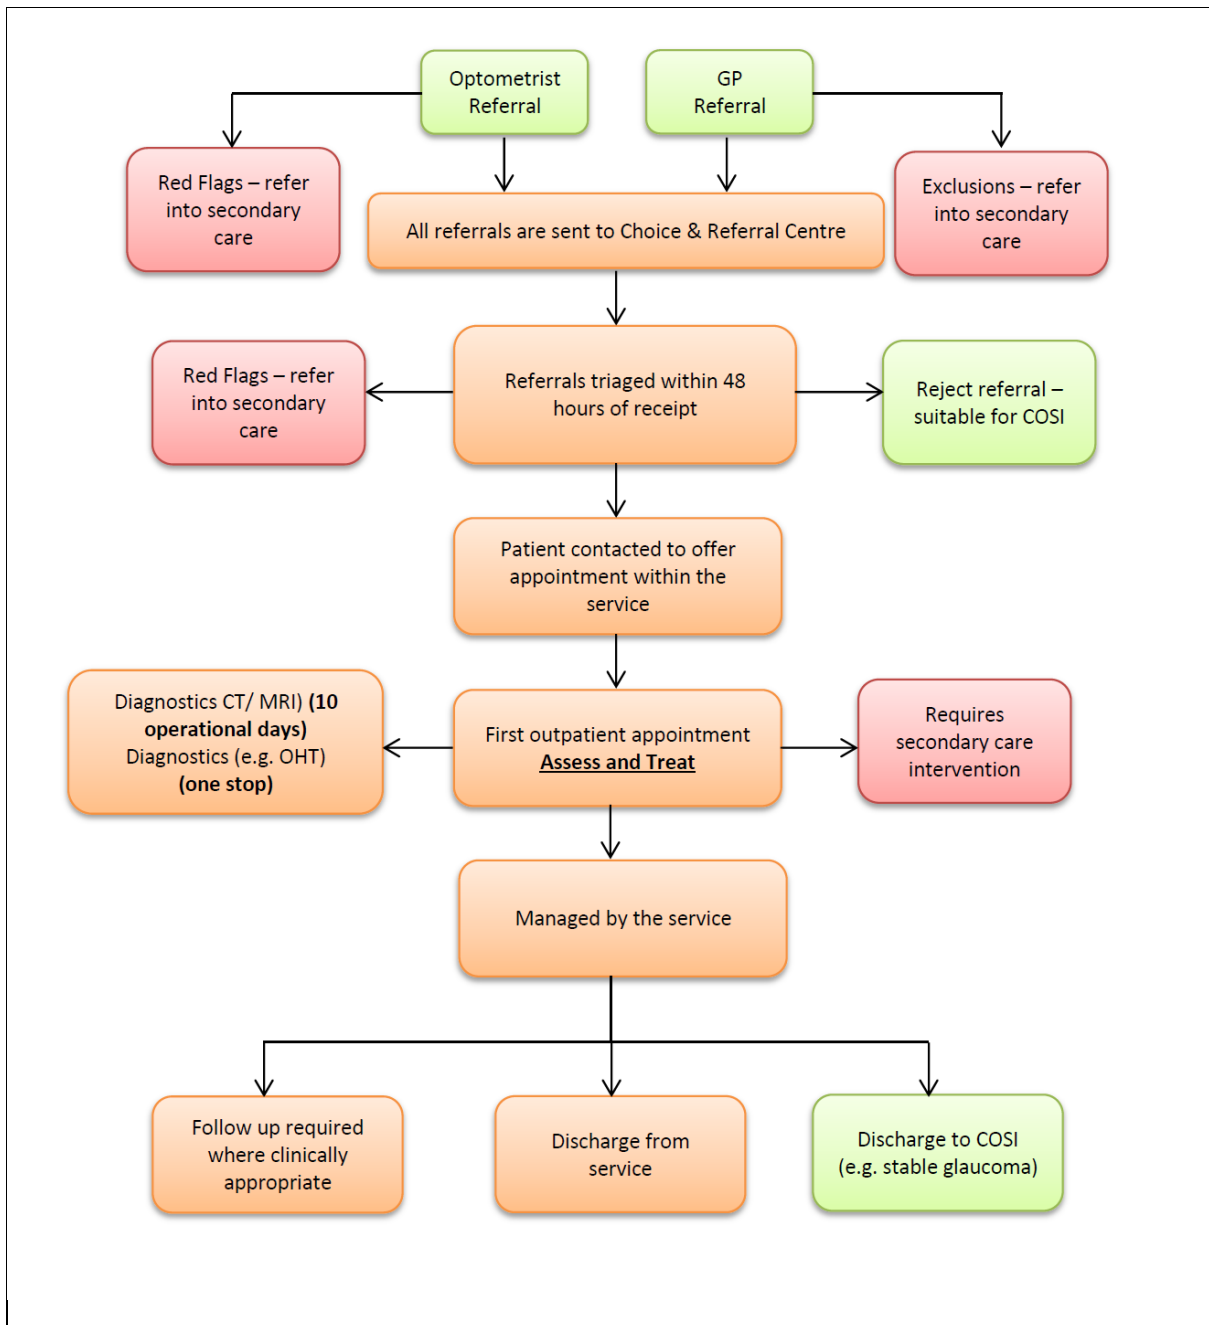 Optometrist
Referral
GP
Referral
Red Flags – refer
into secondary
care
All referrals are sent to Choice & Referral Centre
Exclusions – refer
into secondary
care
Red Flags – refer
into secondary
care
Referrals triaged within 48
hours of receipt
Reject referral –
suitable for COSI
Patient contacted to offer
appointment within the
service
Diagnostics CT/ MRI) (10
operational days)
Diagnostics (e.g. OHT)
(one stop)
First outpatient appointment
Assess and Treat
Requires
secondary care
intervention
Managed by the service
Follow up required
where clinically
appropriate
Discharge from
service
Discharge to COSI
(e.g. stable glaucoma)